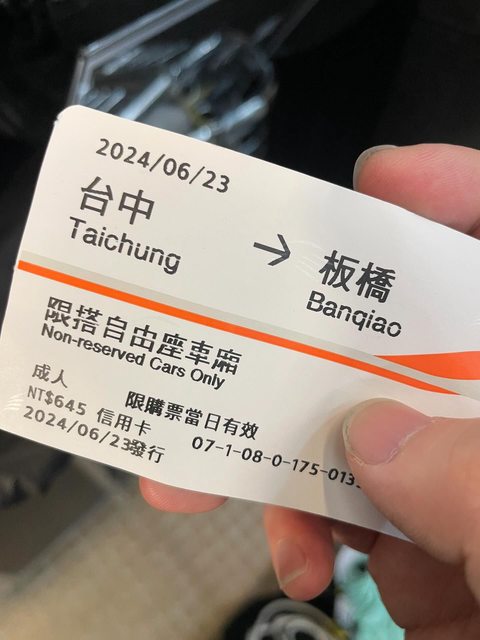 2024/06/23
台中 → 板橋
Taichung Banqiao
限搭自由座車廂
Non-reserved Cars Only
成人 限購票當日有效
NT$645 信用卡 07-1-08-0-175-013
2024/06/23發行